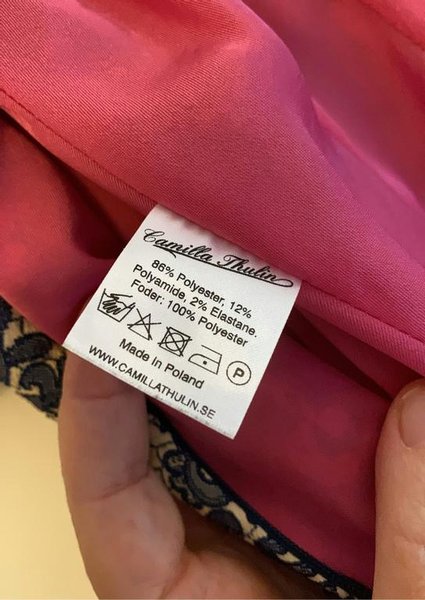 Camilla Thulin
86% Polyester, 12%
Polyamide, 2% Elastane.
Foder: 100% Polyester
P
Made in Poland
WWW.CAMILLATHULIN.SE